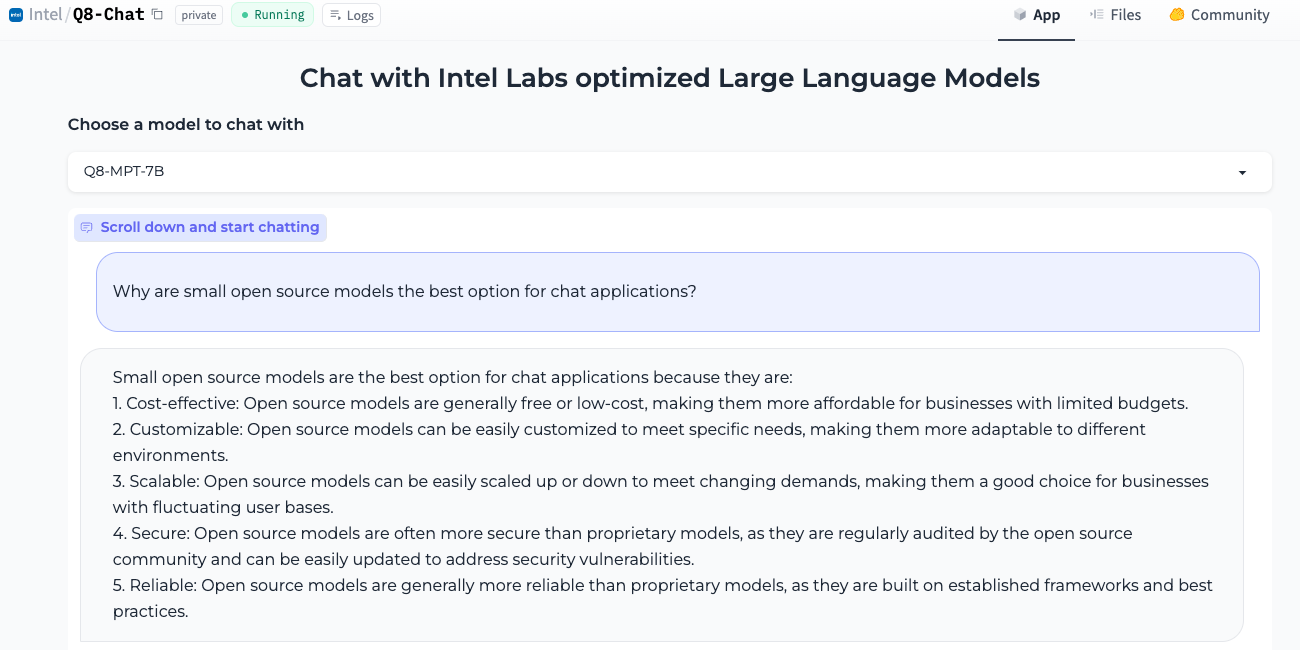 intel Intel/Q8-Chat private Running Logs App Files Community
Chat with Intel Labs optimized Large Language Models
Choose a model to chat with
Q8-MPT-7B
Scroll down and start chatting
Why are small open source models the best option for chat applications?
Small open source models are the best option for chat applications because they are:
1. Cost-effective: Open source models are generally free or low-cost, making them more affordable for businesses with limited budgets.
2. Customizable: Open source models can be easily customized to meet specific needs, making them more adaptable to different
environments.
3. Scalable: Open source models can be easily scaled up or down to meet changing demands, making them a good choice for businesses
with fluctuating user bases.
4. Secure: Open source models are often more secure than proprietary models, as they are regularly audited by the open source
community and can be easily updated to address security vulnerabilities.
5. Reliable: Open source models are generally more reliable than proprietary models, as they are built on established frameworks and best
practices.